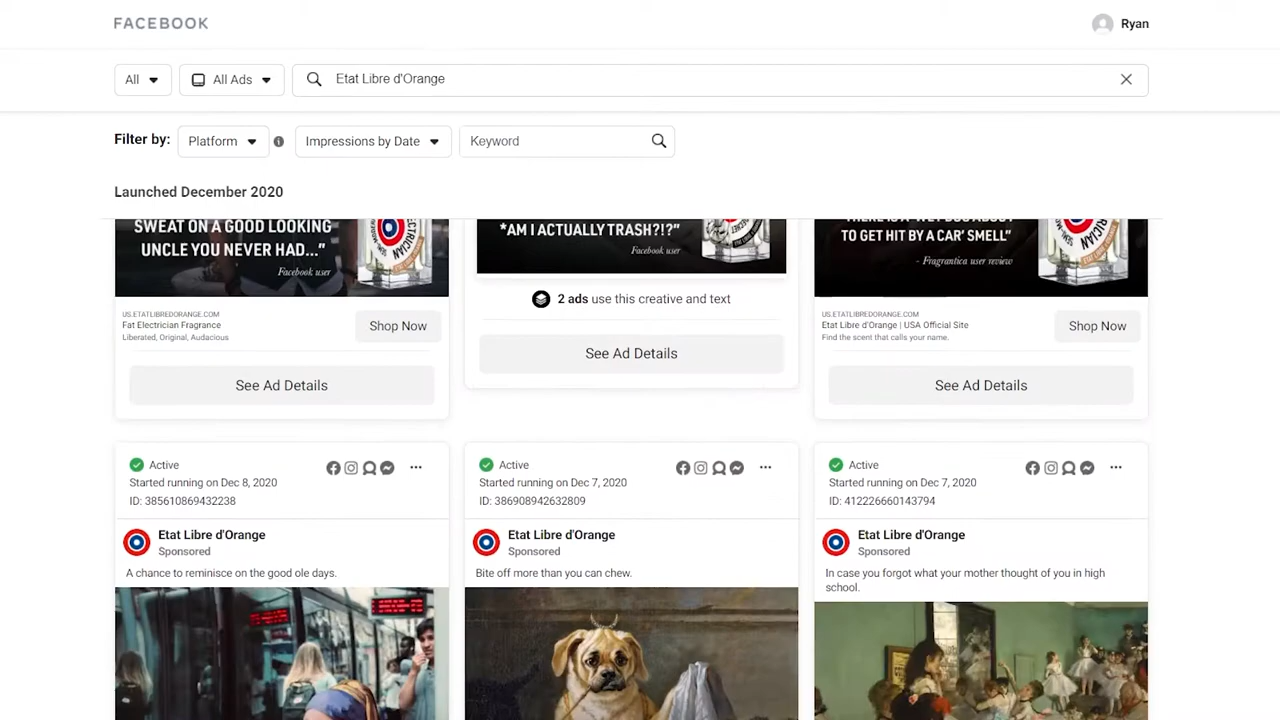 FACEBOOK
Ryan
All
All Ads
Etat Libre d'Orange
Filter by:
Platform
Impressions by Date
Keyword
Launched December 2020
SWEAT ON A GOOD LOOKING
UNCLE YOU NEVER HAD..."
Facebook user
US.ETATLIBREDORANGE.COM
Fat Electrician Fragrance
Liberated, Original, Audacious
Shop Now
See Ad Details
*AM I ACTUALLY TRASH?!?"
Facebook user
2 ads use this creative and text
See Ad Details
TO GET HIT BY A CAR' SMELL"
- Fragrantica user review
US.ETATLIBREDORANGE.COM
Etat Libre d'Orange | USA Official Site
Find the scent that calls your name.
Shop Now
See Ad Details
Active
Started running on Dec 8, 2020
ID: 385610869432238
Etat Libre d'Orange
Sponsored
A chance to reminisce on the good ole days.
Active
Started running on Dec 7, 2020
ID: 386908942632809
Etat Libre d'Orange
Sponsored
Bite off more than you can chew.
Active
Started running on Dec 7, 2020
ID: 412226660143794
Etat Libre d'Orange
Sponsored
In case you forgot what your mother thought of you in high
school.